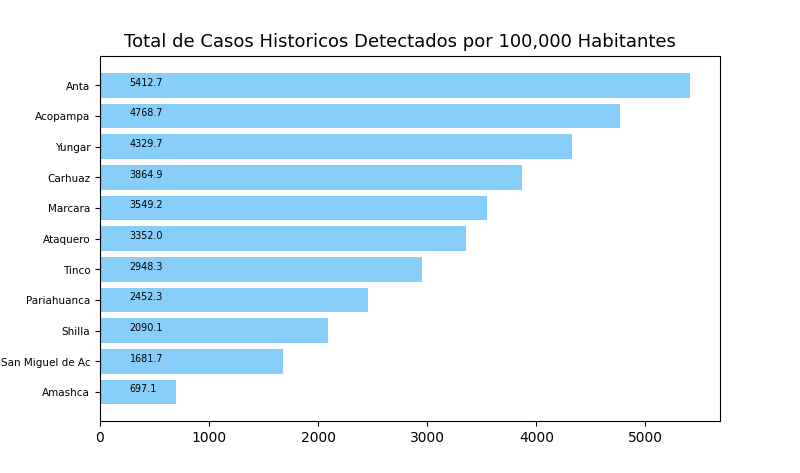 Total de Casos Historicos Detectados por 100,000 Habitantes
Anta 5412.7
Acopampa 4768.7
Yungar 4329.7
Carhuaz 3864.9
Marcara 3549.2
Ataquero 3352.0
Tinco 2948.3
Pariahuanca 2452.3
Shilla 2090.1
San Miguel de Ac 1681.7
Amashca 697.1
0 1000 2000 3000 4000 5000